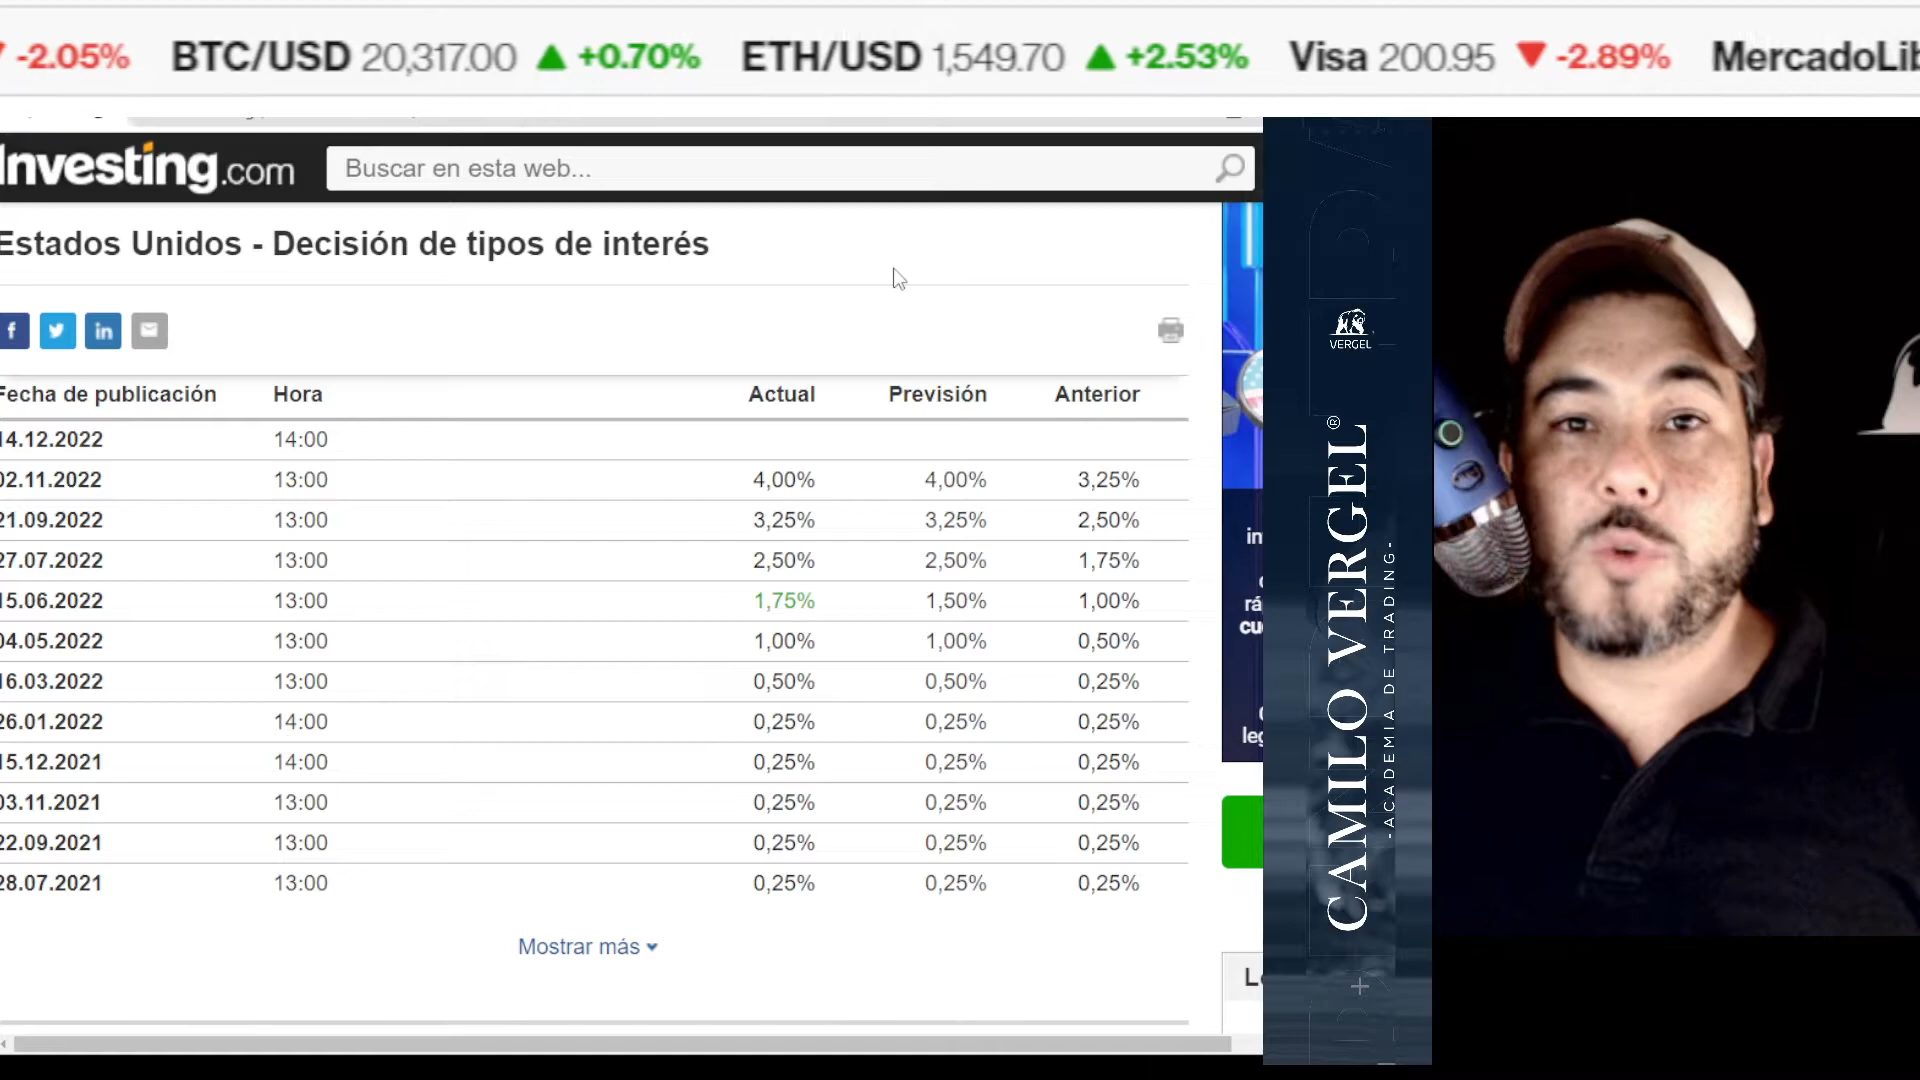 -2.05% BTC/USD 20,317.00 ▲ +0.70% ETH/USD 1,549.70 ▲ +2.53% Visa 200.95 ▼ -2.89% MercadoLib
Investing.com Buscar en esta web...
Estados Unidos - Decisión de tipos de interés
Fecha de publicación Hora Actual Previsión Anterior
14.12.2022 14:00
02.11.2022 13:00 4,00% 4,00% 3,25%
21.09.2022 13:00 3,25% 3,25% 2,50%
27.07.2022 13:00 2,50% 2,50% 1,75%
15.06.2022 13:00 1,75% 1,50% 1,00%
04.05.2022 13:00 1,00% 1,00% 0,50%
16.03.2022 13:00 0,50% 0,50% 0,25%
26.01.2022 14:00 0,25% 0,25% 0,25%
15.12.2021 14:00 0,25% 0,25% 0,25%
03.11.2021 13:00 0,25% 0,25% 0,25%
22.09.2021 13:00 0,25% 0,25% 0,25%
28.07.2021 13:00 0,25% 0,25% 0,25%
Mostrar más
VERGEL
CAMILO VERGEL®
-ACADEMIA DE TRADING-